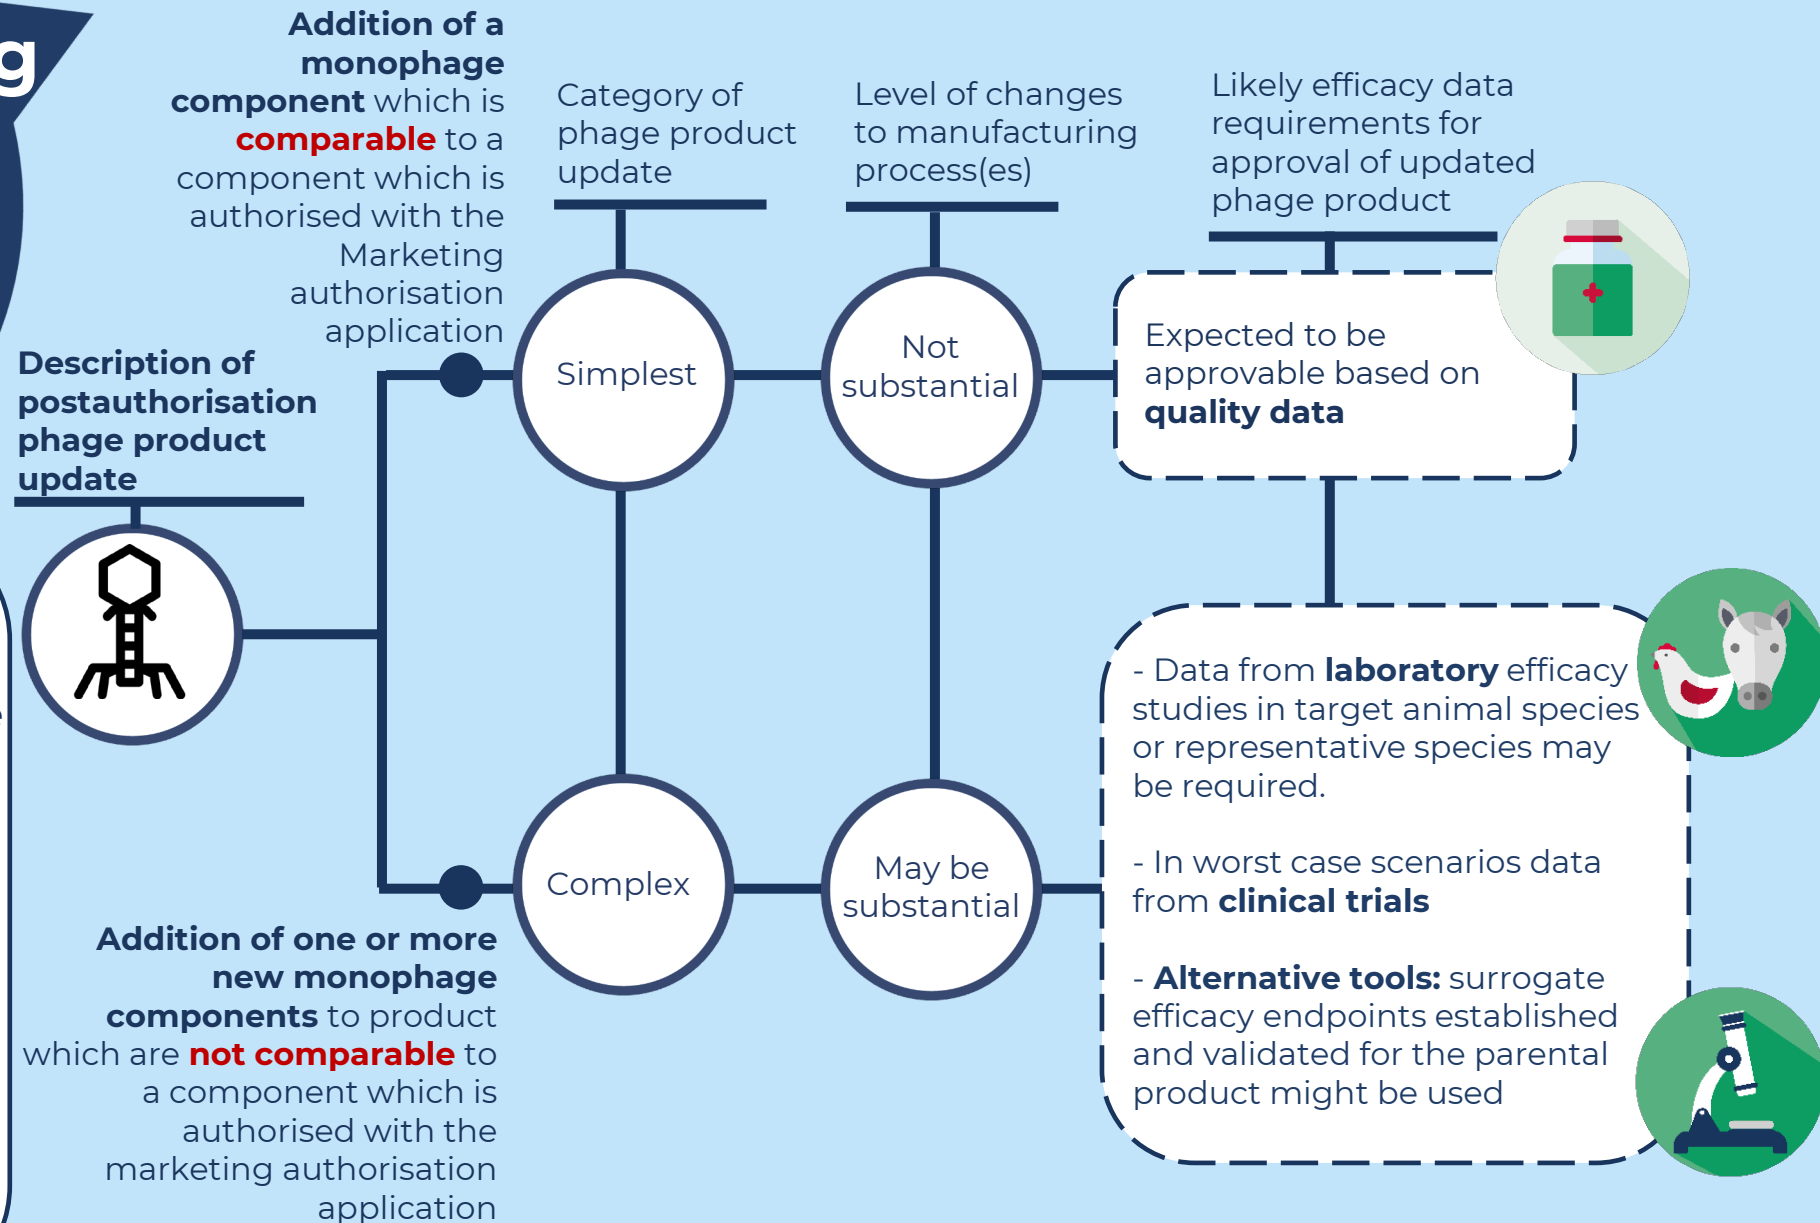 g
Addition of a
monophage
component which is
comparable to a
component which is
authorised with the
Marketing
authorisation
application
Category of
phage product
update
Level of changes
to manufacturing
process(es)
Likely efficacy data
requirements for
approval of updated
phage product
Description of
postauthorisation
phage product
update
Simplest
Not
substantial
Expected to be
approvable based on
quality data
Complex
May be
substantial
- Data from laboratory efficacy
studies in target animal species
or representative species may
be required.
- In worst case scenarios data
from clinical trials
- Alternative tools: surrogate
efficacy endpoints established
and validated for the parental
product might be used
Addition of one or more
new monophage
components to product
which are not comparable to
a component which is
authorised with the
marketing authorisation
application